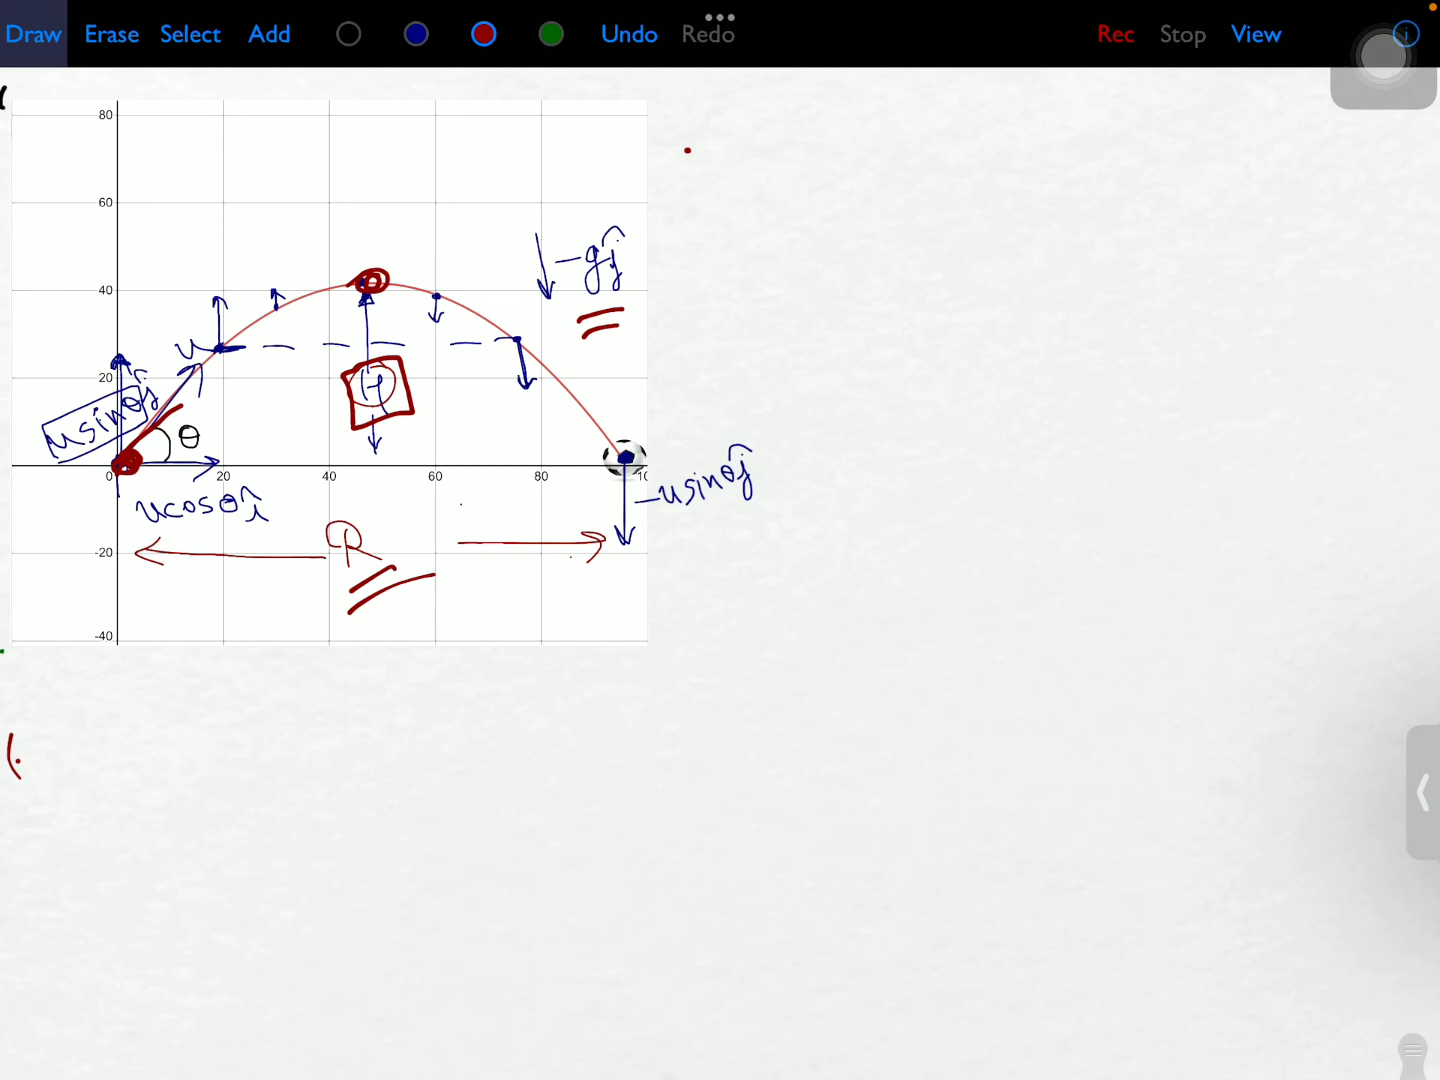 Draw Erase Select Add Undo Redo Rec Stop View i
80
60
-gĵ
40
u
20
H
usinθĵ
θ
0 20 40 60 80 10
-usinθĵ
ucosθî
R
-20
-40